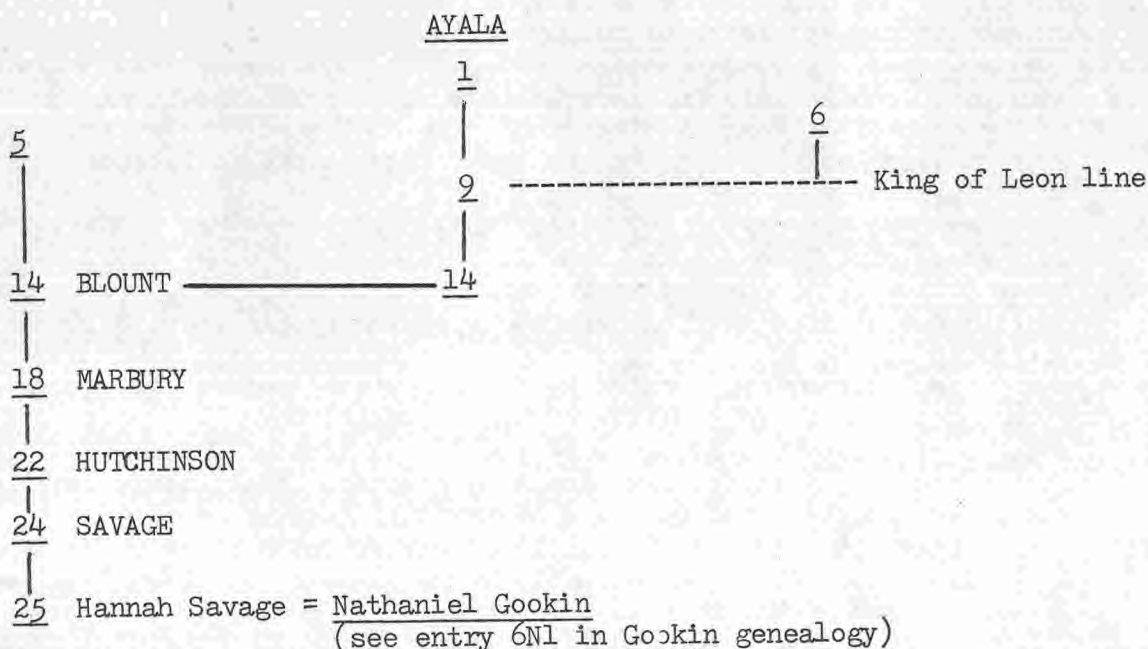 AYALA
1
6
5
9 King of Leon line
14 BLOUNT 14
18 MARBURY
22 HUTCHINSON
24 SAVAGE
25 Hannah Savage = Nathaniel Gookin
(see entry 6N1 in Gookin genealogy)